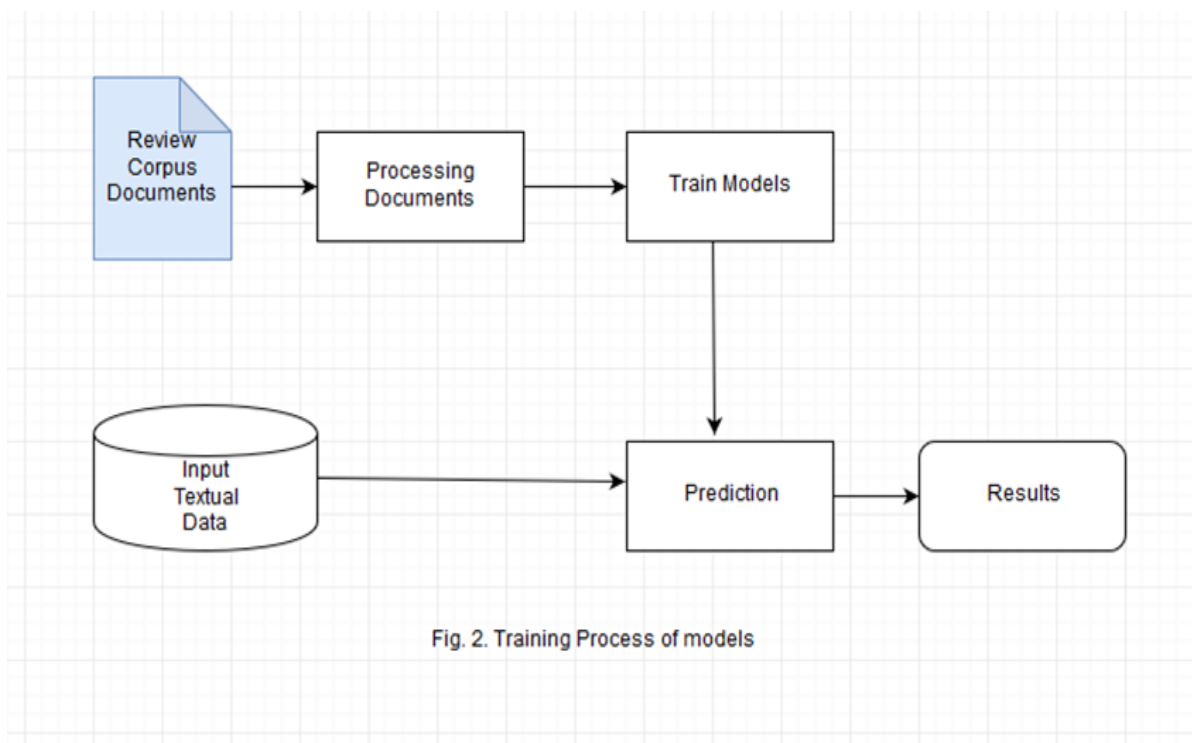 Review
Corpus
Documents
Processing
Documents
Train Models
Input
Textual
Data
Prediction
Results
Fig. 2. Training Process of models